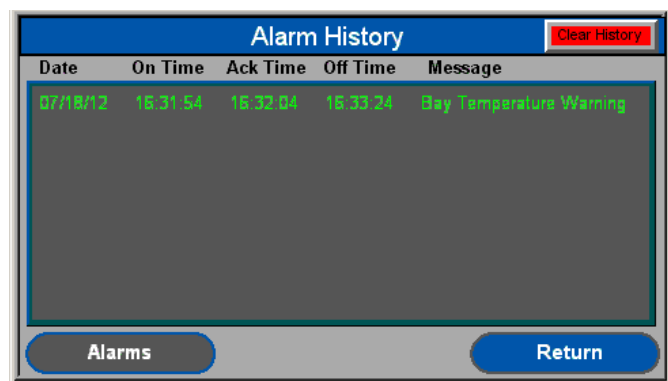 Alarm History Clear History
Date On Time Ack Time Off Time Message
07/18/12 16:31:54 16:32:04 16:33:24 Bay Temperature Warning
Alarms Return